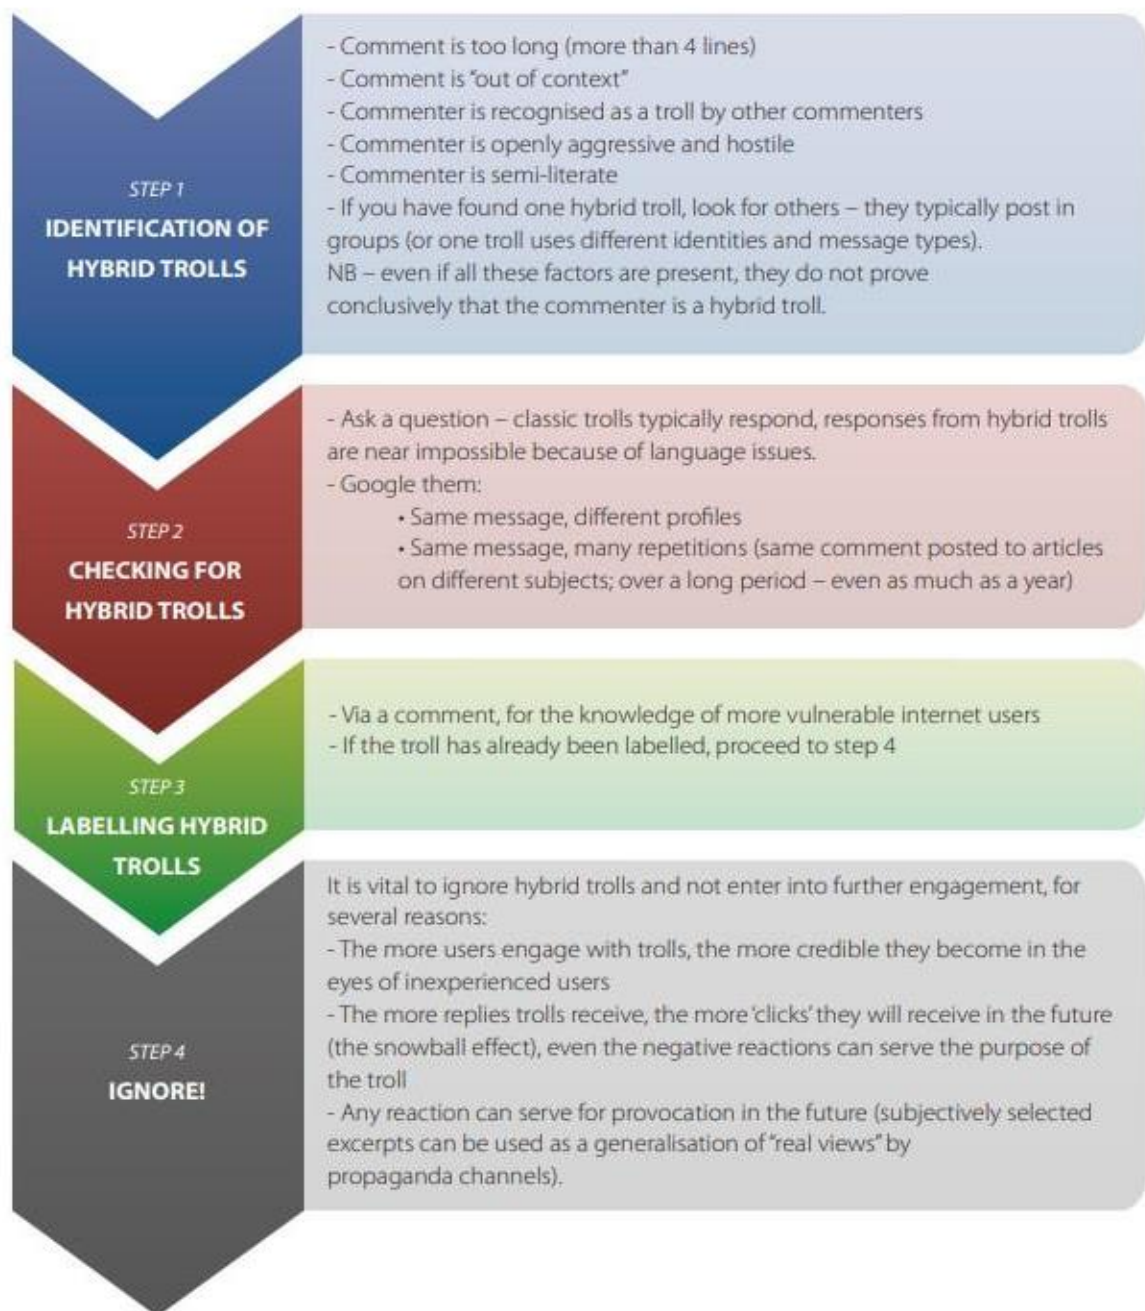 STEP 1
IDENTIFICATION OF
HYBRID TROLLS
- Comment is too long (more than 4 lines)
- Comment is “out of context”
- Commenter is recognised as a troll by other commenters
- Commenter is openly aggressive and hostile
- Commenter is semi-literate
- If you have found one hybrid troll, look for others – they typically post in
groups (or one troll uses different identities and message types).
NB – even if all these factors are present, they do not prove
conclusively that the commenter is a hybrid troll.
STEP 2
CHECKING FOR
HYBRID TROLLS
- Ask a question – classic trolls typically respond, responses from hybrid trolls
are near impossible because of language issues.
- Google them:
• Same message, different profiles
• Same message, many repetitions (same comment posted to articles
on different subjects; over a long period – even as much as a year)
STEP 3
LABELLING HYBRID
TROLLS
- Via a comment, for the knowledge of more vulnerable internet users
- If the troll has already been labelled, proceed to step 4
STEP 4
IGNORE!
It is vital to ignore hybrid trolls and not enter into further engagement, for
several reasons:
- The more users engage with trolls, the more credible they become in the
eyes of inexperienced users
- The more replies trolls receive, the more ‘clicks’ they will receive in the future
(the snowball effect), even the negative reactions can serve the purpose of
the troll
- Any reaction can serve for provocation in the future (subjectively selected
excerpts can be used as a generalisation of “real views” by
propaganda channels).